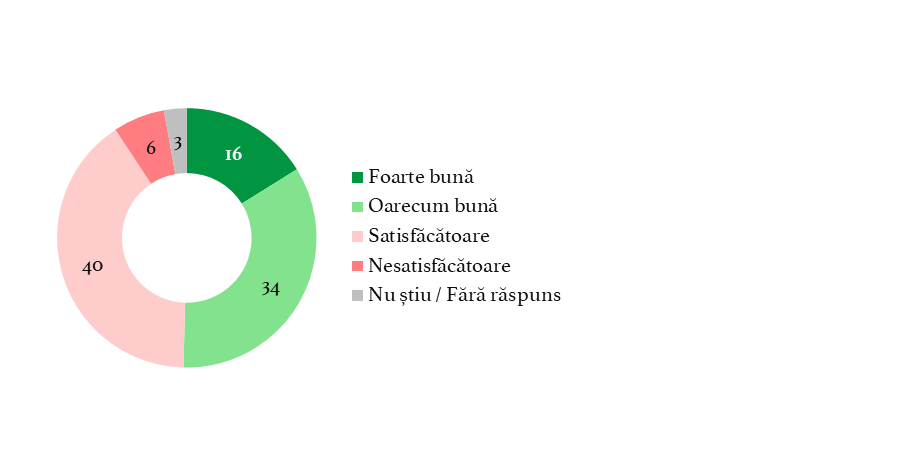 16
34
40
6
3
Foarte bună
Oarecum bună
Satisfăcătoare
Nesatisfăcătoare
Nu știu / Fără răspuns